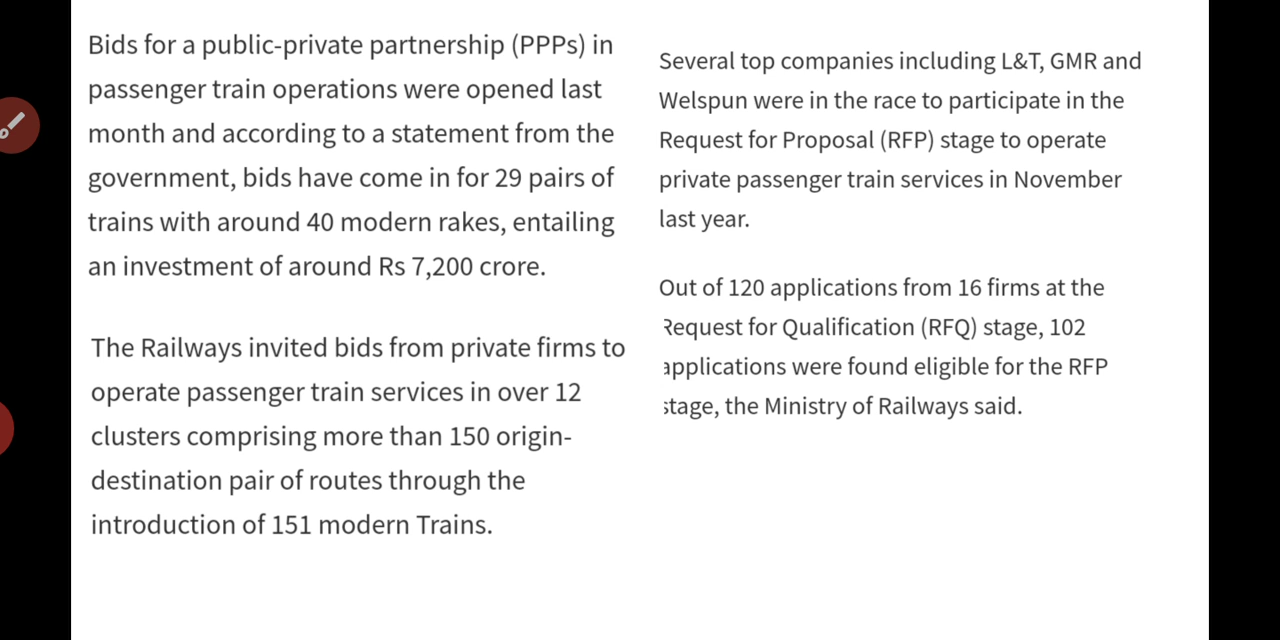 Bids for a public-private partnership (PPPs) in
passenger train operations were opened last
month and according to a statement from the
government, bids have come in for 29 pairs of
trains with around 40 modern rakes, entailing
an investment of around Rs 7,200 crore.
The Railways invited bids from private firms to
operate passenger train services in over 12
clusters comprising more than 150 origin-
destination pair of routes through the
introduction of 151 modern Trains.
Several top companies including L&T, GMR and
Welspun were in the race to participate in the
Request for Proposal (RFP) stage to operate
private passenger train services in November
last year.
Out of 120 applications from 16 firms at the
Request for Qualification (RFQ) stage, 102
applications were found eligible for the RFP
stage, the Ministry of Railways said.